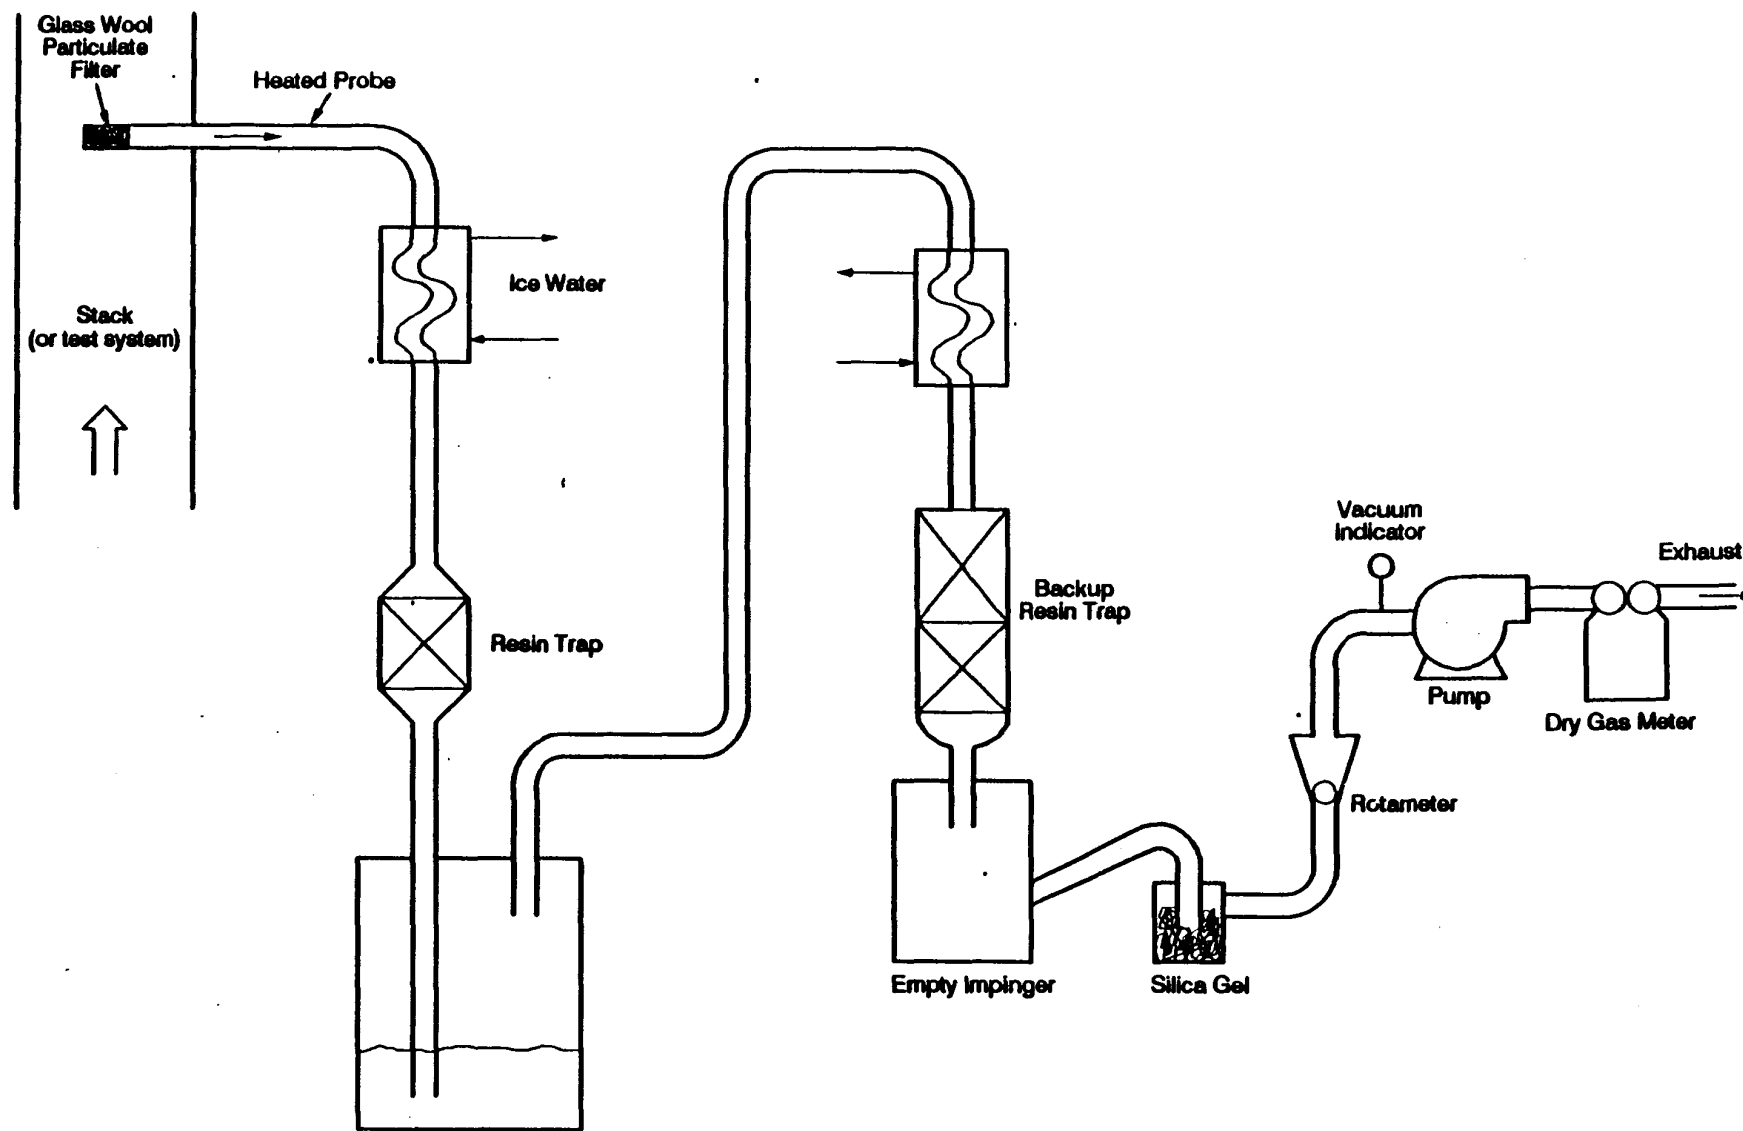 Glass Wool
Particulate
Filter
Heated Probe
Ice Water
Stack
(or test system)
Resin Trap
Backup
Resin Trap
Vacuum
Indicator
Exhaust
Pump
Dry Gas Meter
Rotameter
Empty Impinger
Silica Gel